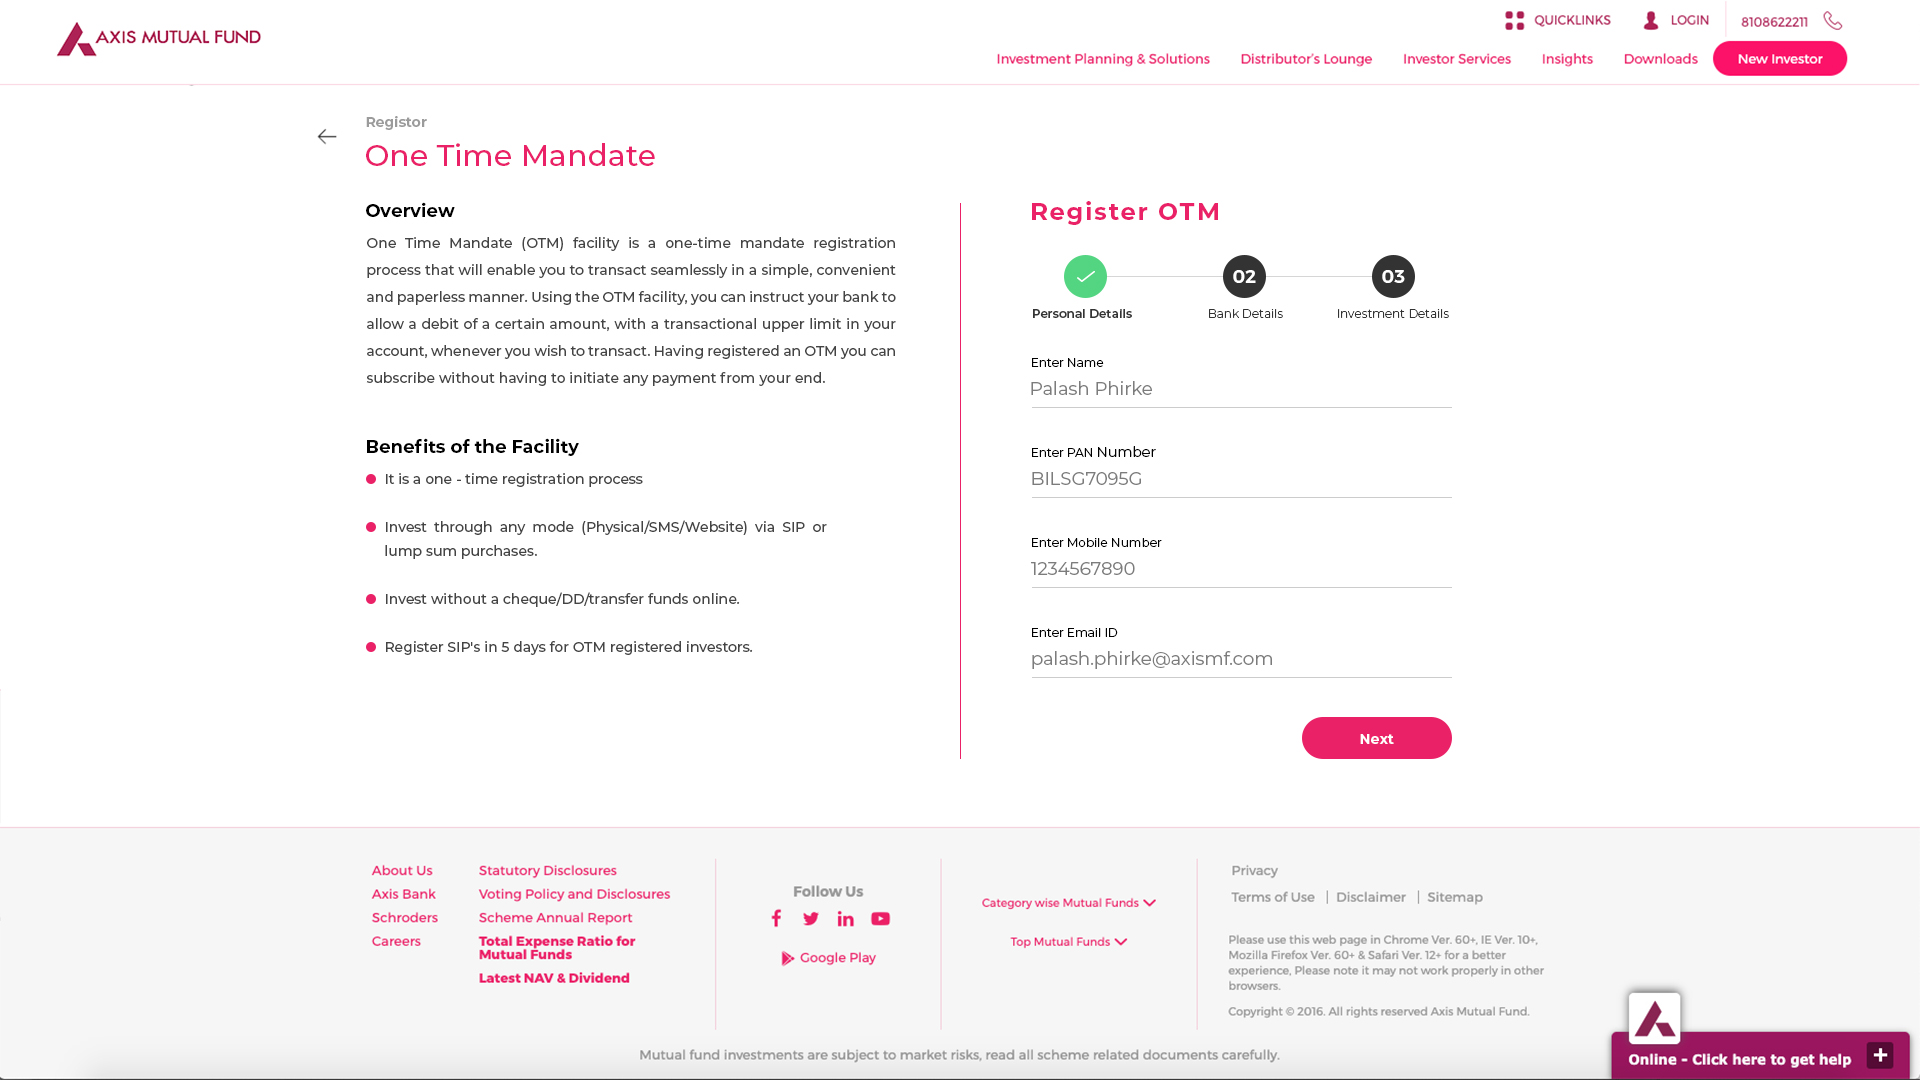 AXIS MUTUAL FUND
QUICKLINKS
LOGIN
8108622211
Investment Planning & Solutions
Distributor's Lounge
Investor Services
Insights
Downloads
New Investor
Registor
One Time Mandate
Overview
One Time Mandate (OTM) facility is a one-time mandate registration
process that will enable you to transact seamlessly in a simple, convenient
and paperless manner. Using the OTM facility, you can instruct your bank to
allow a debit of a certain amount, with a transactional upper limit in your
account, whenever you wish to transact. Having registered an OTM you can
subscribe without having to initiate any payment from your end.
Benefits of the Facility
It is a one - time registration process
Invest through any mode (Physical/SMS/Website) via SIP or
lump sum purchases.
Invest without a cheque/DD/transfer funds online.
Register SIP's in 5 days for OTM registered investors.
Register OTM
02
03
Personal Details
Bank Details
Investment Details
Enter Name
Palash Phirke
Enter PAN Number
BILSG7095G
Enter Mobile Number
1234567890
Enter Email ID
palash.phirke@axismf.com
Next
About Us
Axis Bank
Schroders
Careers
Statutory Disclosures
Voting Policy and Disclosures
Scheme Annual Report
Total Expense Ratio for
Mutual Funds
Latest NAV & Dividend
Follow Us
Google Play
Category wise Mutual Funds
Top Mutual Funds
Privacy
Terms of Use | Disclaimer | Sitemap
Please use this web page in Chrome Ver. 60+, IE Ver. 10+,
Mozilla Firefox Ver. 60+ & Safari Ver. 12+ for a better
experience, Please note it may not work properly in other
browsers.
Copyright © 2016. All rights reserved Axis Mutual Fund.
Mutual fund investments are subject to market risks, read all scheme related documents carefully.
Online - Click here to get help